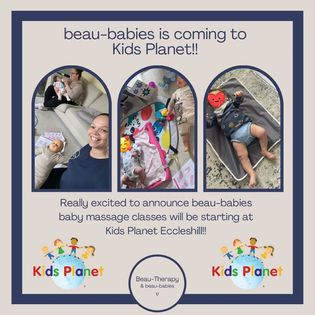 beau-babies is coming to
Kids Planet!!
Really excited to announce beau-babies
baby massage classes will be starting at
Kids Planet Eccleshill!!
Kids Planet
Beau-Therapy
& beau-babies
Kids Planet